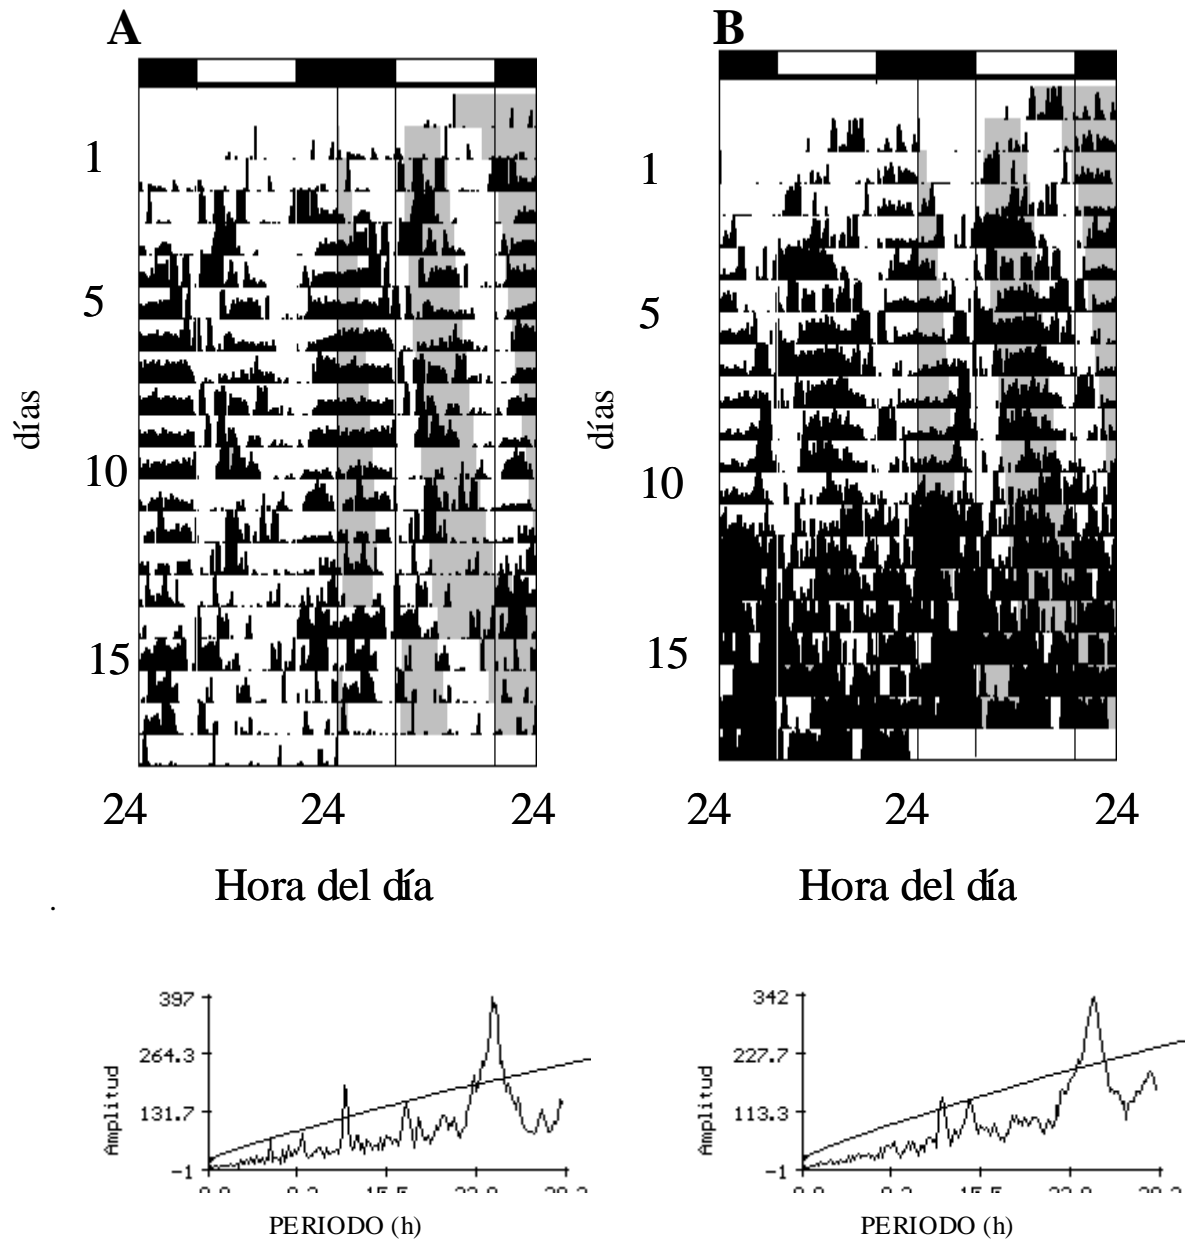 A
B
1
5
10
15
días
24
24
24
Hora del día
1
5
10
15
días
24
24
24
Hora del día
.
397
264.3
131.7
-1
Amplitud
PERIODO (h)
342
227.7
113.3
-1
Amplitud
PERIODO (h)